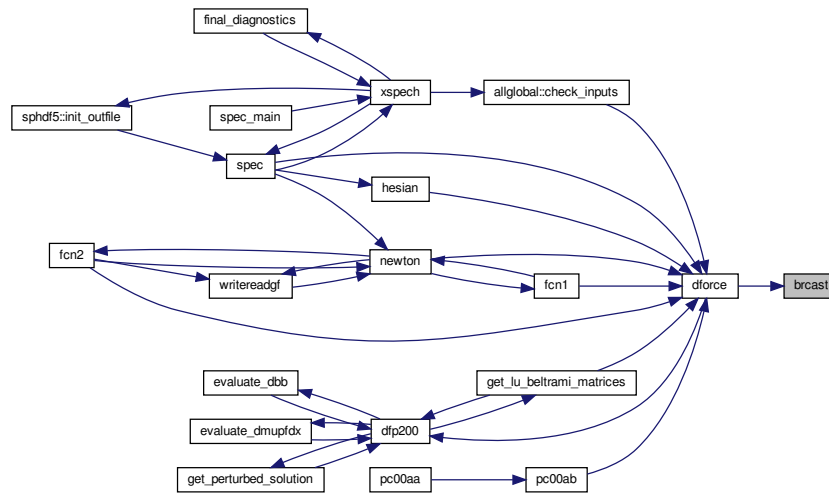 final_diagnostics
xspech
allglobal::check_inputs
sphdf5::init_outfile
spec_main
spec
hesian
fcn2
newton
writereadgf
fcn1
dforce
brcast
evaluate_dbb
get_lu_beltrami_matrices
evaluate_dmupfdx
dfp200
get_perturbed_solution
pc00aa
pc00ab